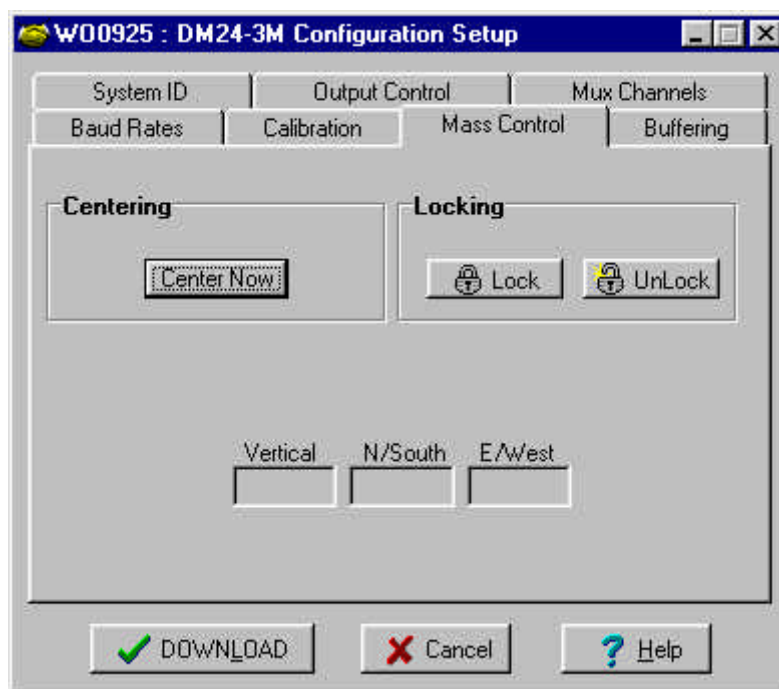 WO0925 : DM24-3M Configuration Setup
System ID
Output Control
Mux Channels
Baud Rates
Calibration
Mass Control
Buffering
Centering
Locking
Center Now
Lock
UnLock
Vertical
N/South
E/West
DOWNLOAD
Cancel
Help